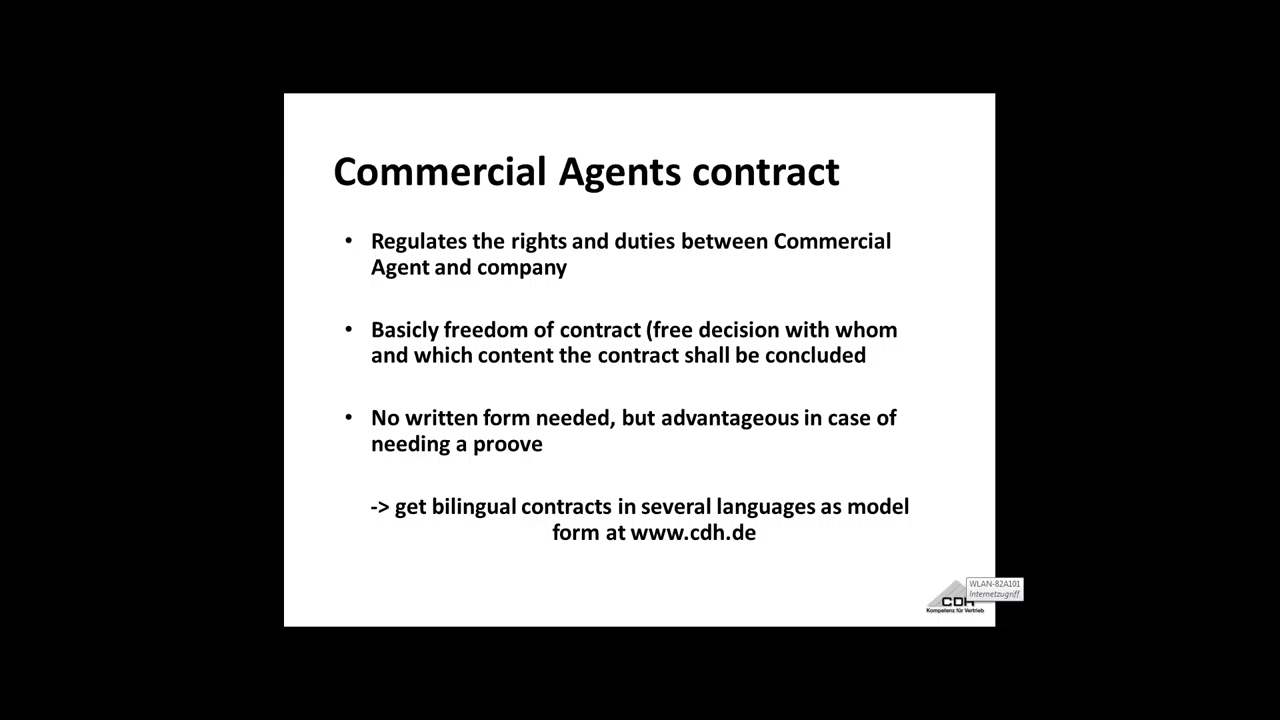 Commercial Agents contract
• Regulates the rights and duties between Commercial
Agent and company
• Basicly freedom of contract (free decision with whom
and which content the contract shall be concluded
• No written form needed, but advantageous in case of
needing a proove
-> get bilingual contracts in several languages as model
form at www.cdh.de
WLAN-82A101
Internetzugriff
CDH
Kompetenz für Vertrieb